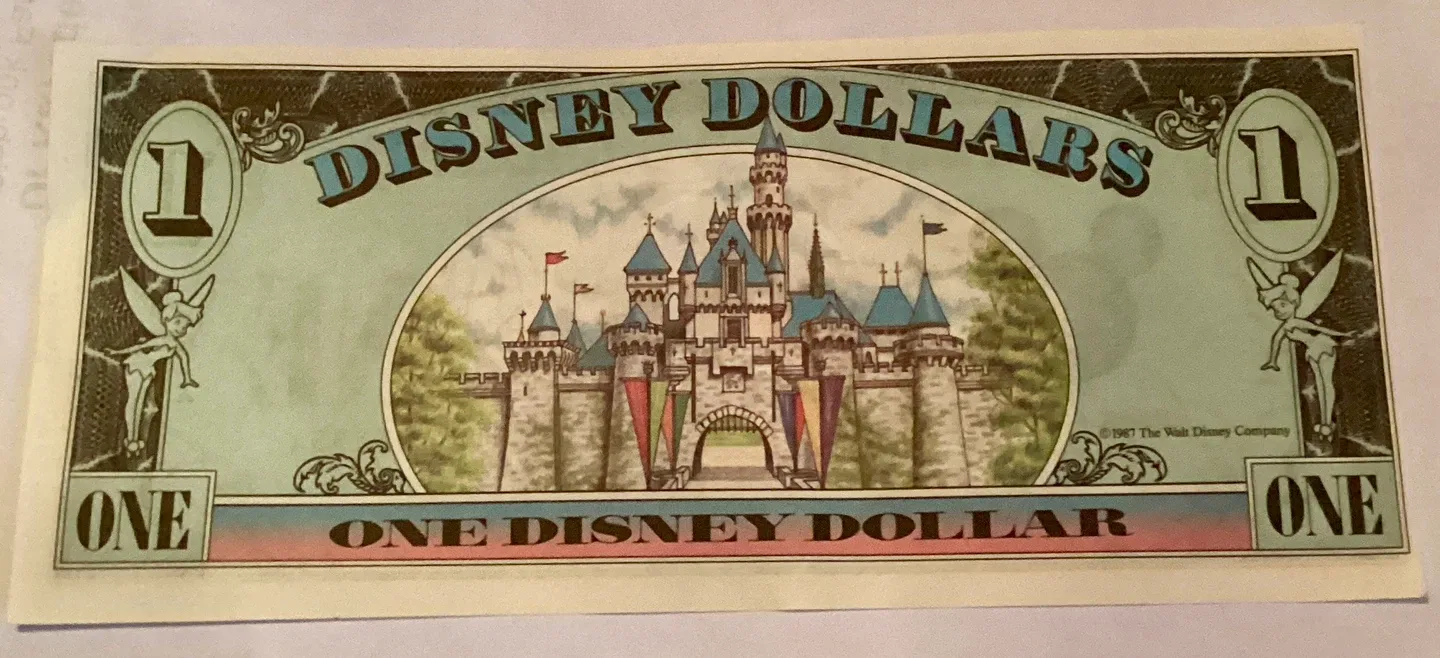 DISNEY DOLLARS
1
1
©1987 The Walt Disney Company
ONE
ONE DISNEY DOLLAR
ONE